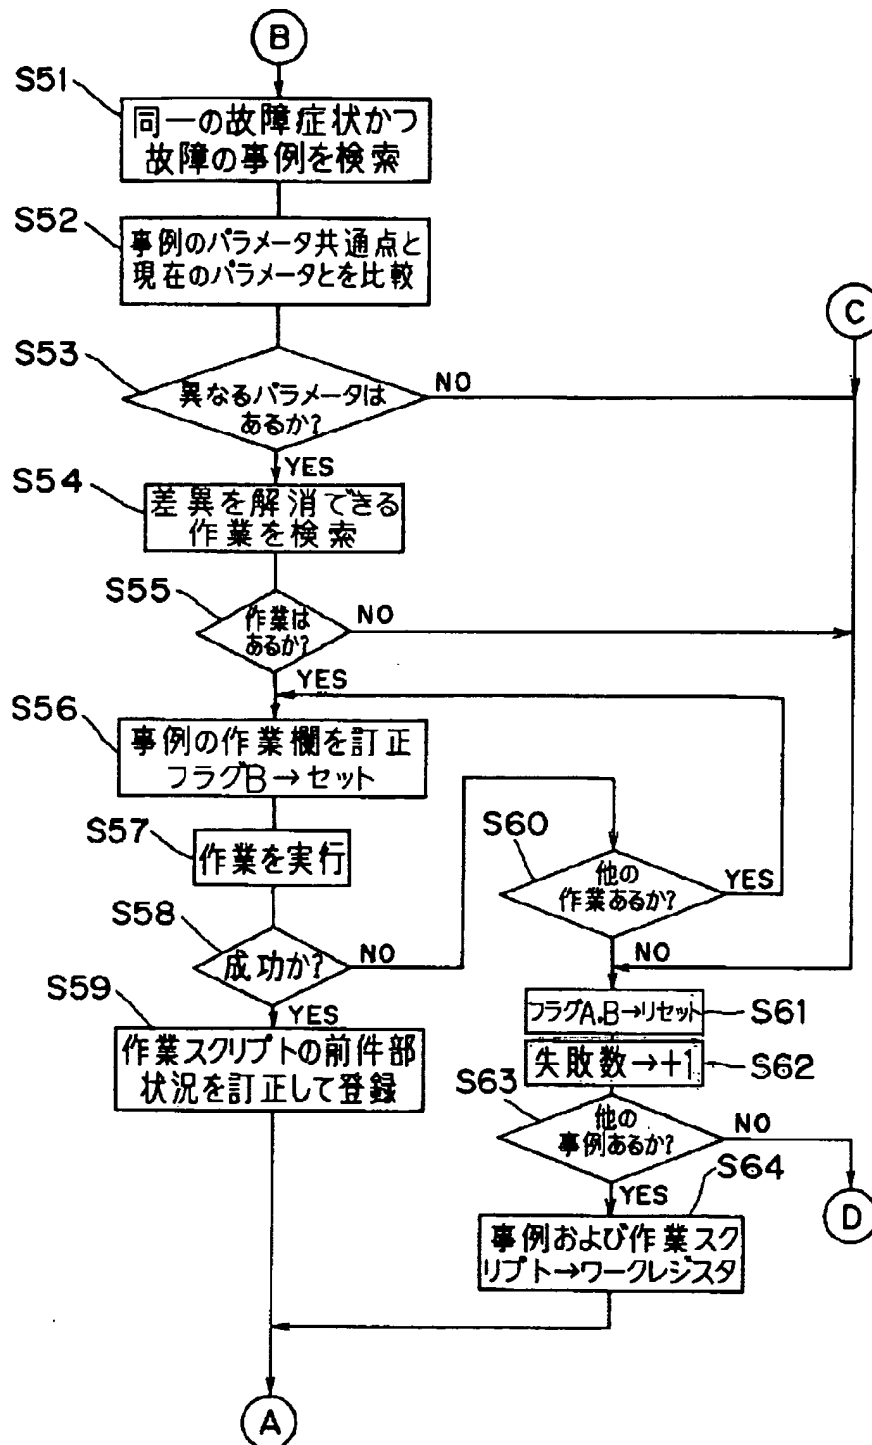 B
S51
同一の故障症状かつ
故障の事例を検索
S52
事例のパラメータ共通点と
現在のパラメータとを比較
C
S53
異なるパラメータは
あるか?
NO
YES
S54
差異を解消できる
作業を検索
S55
作業は
あるか?
NO
YES
S56
事例の作業欄を訂正
フラグB→セット
S57
作業を実行
S58
成功か?
NO
YES
S59
作業スクリプトの前件部
状況を訂正して登録
S60
他の
作業あるか?
YES
NO
フラグA.B→リセット
S61
失敗数→+1
S62
S63
他の
事例あるか?
NO
YES
S64
事例および作業スク
リプト→ワークレジスタ
D
A